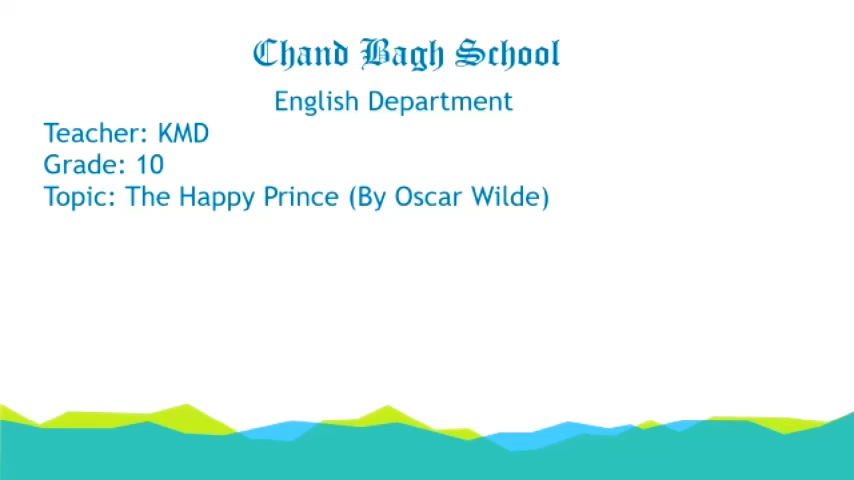 Chand Bagh School
English Department
Teacher: KMD
Grade: 10
Topic: The Happy Prince (By Oscar Wilde)